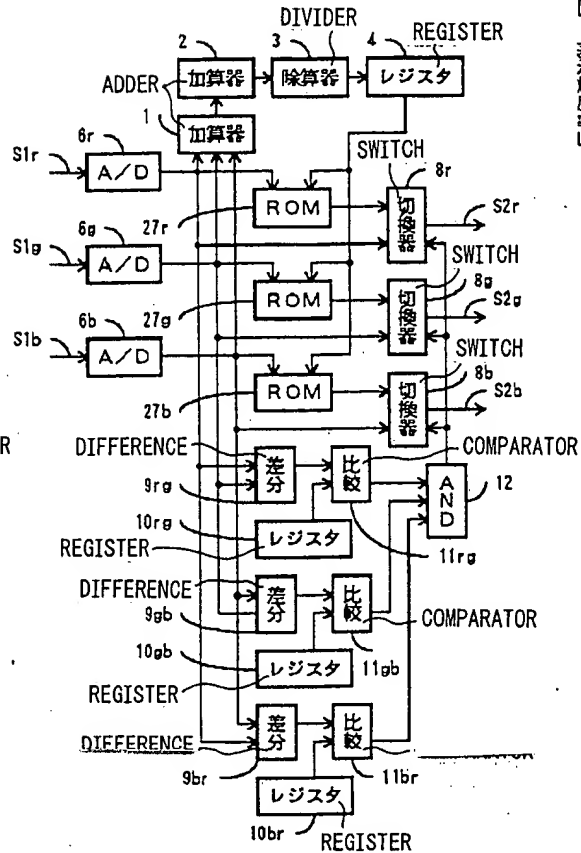 DIVIDER
2 3 4 REGISTER
加算器 除算器 レジスタ
ADDER
1
加算器
6r
S1r A/D
SWITCH
8r
ROM 切換器 S2r
27r
6g
S1g A/D
SWITCH
8g
ROM 切換器 S2g
27g
6b
S1b A/D
SWITCH
8b
ROM 切換器 S2b
27b
R
DIFFERENCE COMPARATOR
差分 比較 AND 12
9rg
10rg 11rg
レジスタ
REGISTER
DIFFERENCE
差分 比較 COMPARATOR
9gb
10gb 11gb
レジスタ
REGISTER
差分 比較
DIFFERENCE
9br 11br
レジスタ
10br REGISTER